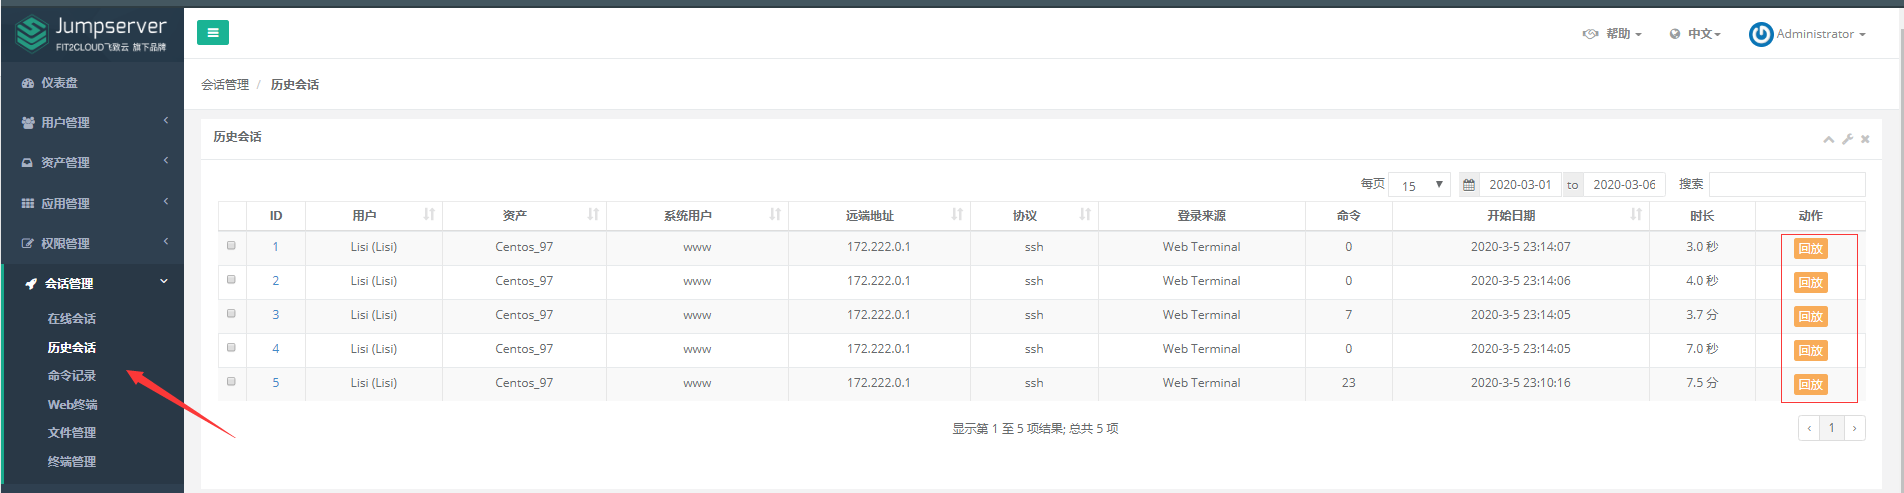 Jumpserver
FIT2CLOUD飞致云 旗下品牌
帮助
中文
Administrator
仪表盘
用户管理
资产管理
应用管理
权限管理
会话管理
在线会话
历史会话
命令记录
Web终端
文件管理
终端管理
会话管理 / 历史会话
历史会话
每页 15 2020-03-01 to 2020-03-06 搜索
ID 用户 资产 系统用户 远端地址 协议 登录来源 命令 开始日期 时长 动作
1 Lisi (Lisi) Centos_97 www 172.222.0.1 ssh Web Terminal 0 2020-3-5 23:14:07 3.0 秒 回放
2 Lisi (Lisi) Centos_97 www 172.222.0.1 ssh Web Terminal 0 2020-3-5 23:14:06 4.0 秒 回放
3 Lisi (Lisi) Centos_97 www 172.222.0.1 ssh Web Terminal 7 2020-3-5 23:14:05 3.7 分 回放
4 Lisi (Lisi) Centos_97 www 172.222.0.1 ssh Web Terminal 0 2020-3-5 23:14:05 7.0 秒 回放
5 Lisi (Lisi) Centos_97 www 172.222.0.1 ssh Web Terminal 23 2020-3-5 23:10:16 7.5 分 回放
显示第 1 至 5 项结果; 总共 5 项
‹ 1 ›